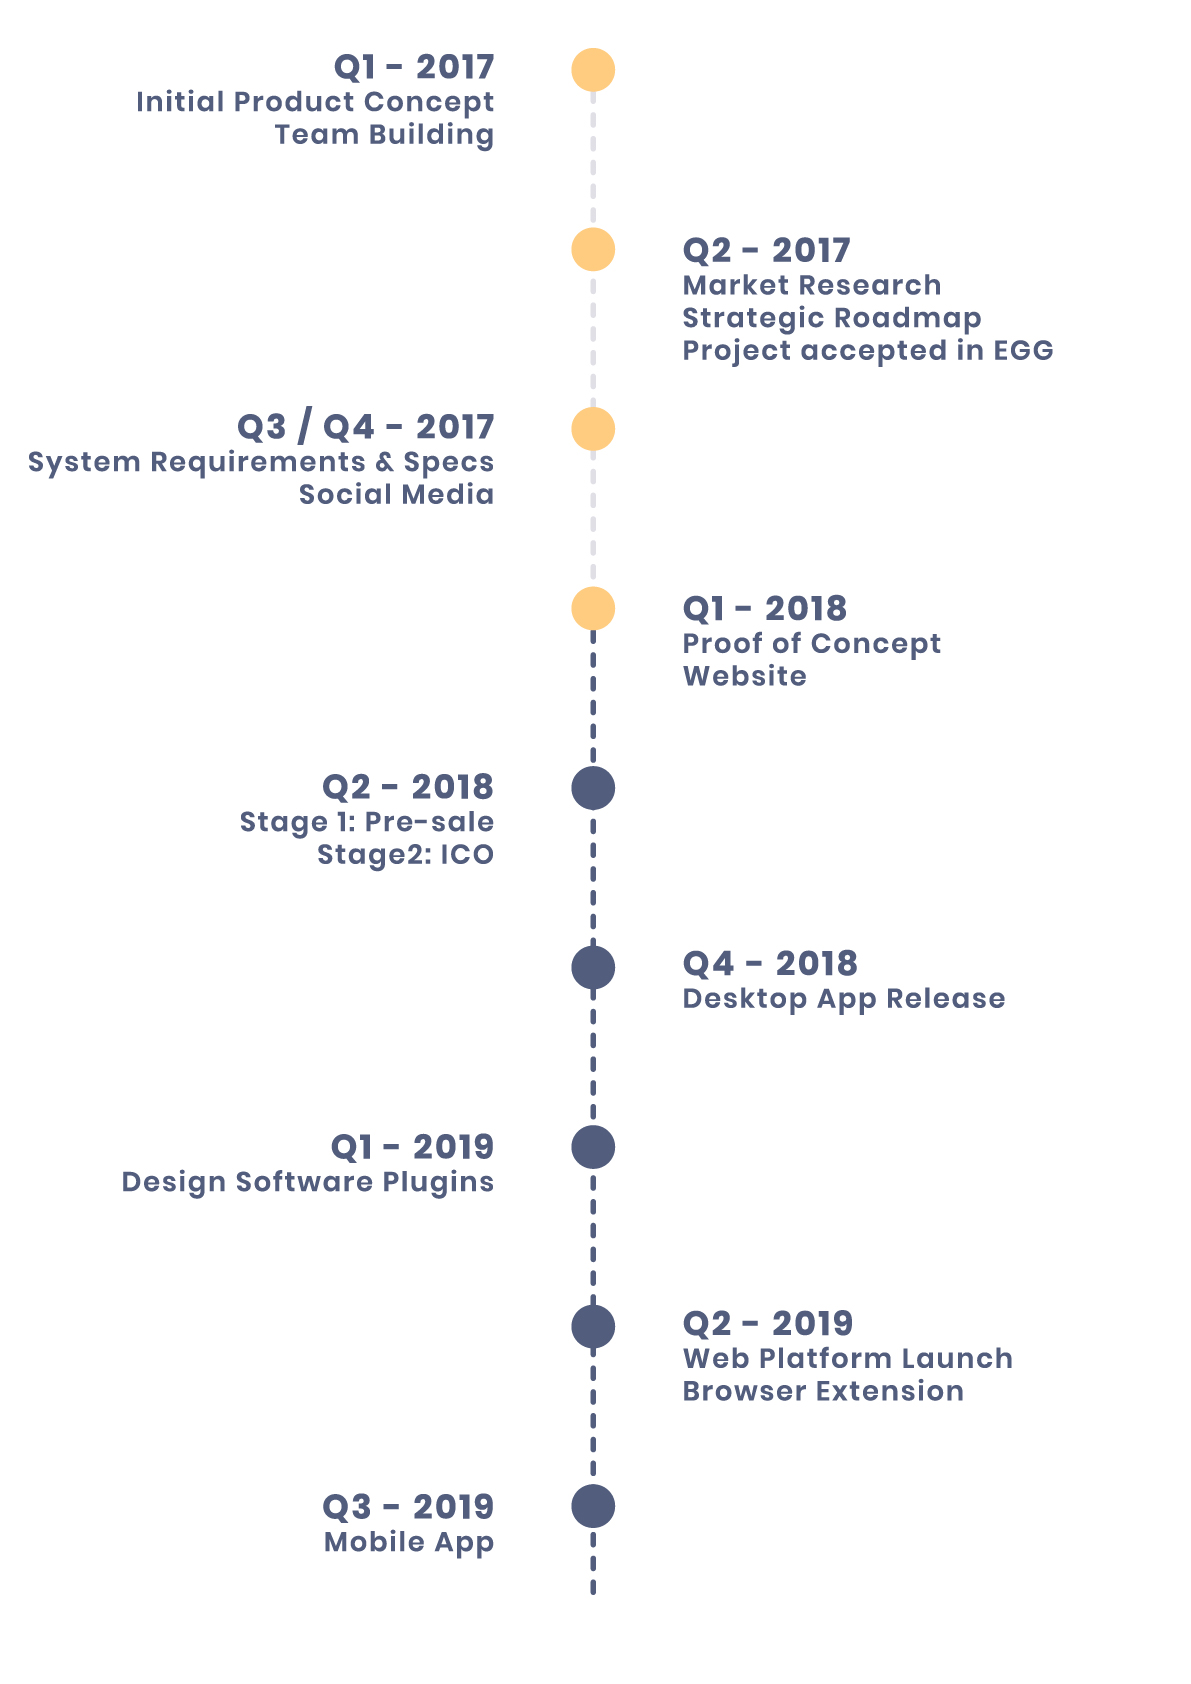 Q1 - 2017
Initial Product Concept
Team Building
Q2 - 2017
Market Research
Strategic Roadmap
Project accepted in EGG
Q3 / Q4 - 2017
System Requirements & Specs
Social Media
Q1 - 2018
Proof of Concept
Website
Q2 - 2018
Stage 1: Pre-sale
Stage2: ICO
Q4 - 2018
Desktop App Release
Q1 - 2019
Design Software Plugins
Q2 - 2019
Web Platform Launch
Browser Extension
Q3 - 2019
Mobile App